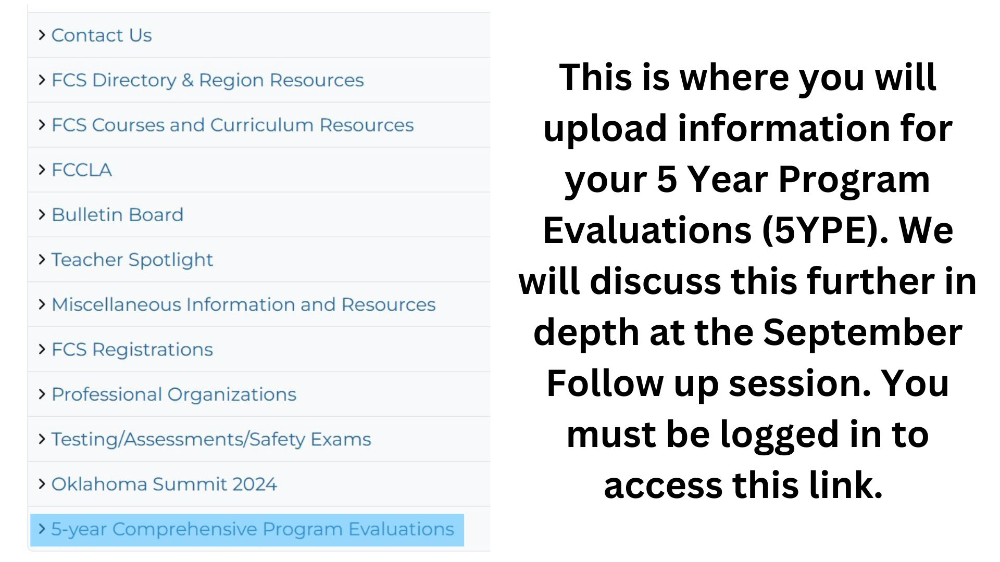 Contact Us
FCS Directory & Region Resources
FCS Courses and Curriculum Resources
FCCLA
Bulletin Board
Teacher Spotlight
Miscellaneous Information and Resources
FCS Registrations
Professional Organizations
Testing/Assessments/Safety Exams
Oklahoma Summit 2024
5-year Comprehensive Program Evaluations
This is where you will
upload information for
your 5 Year Program
Evaluations (5YPE). We
will discuss this further in
depth at the September
Follow up session. You
must be logged in to
access this link.